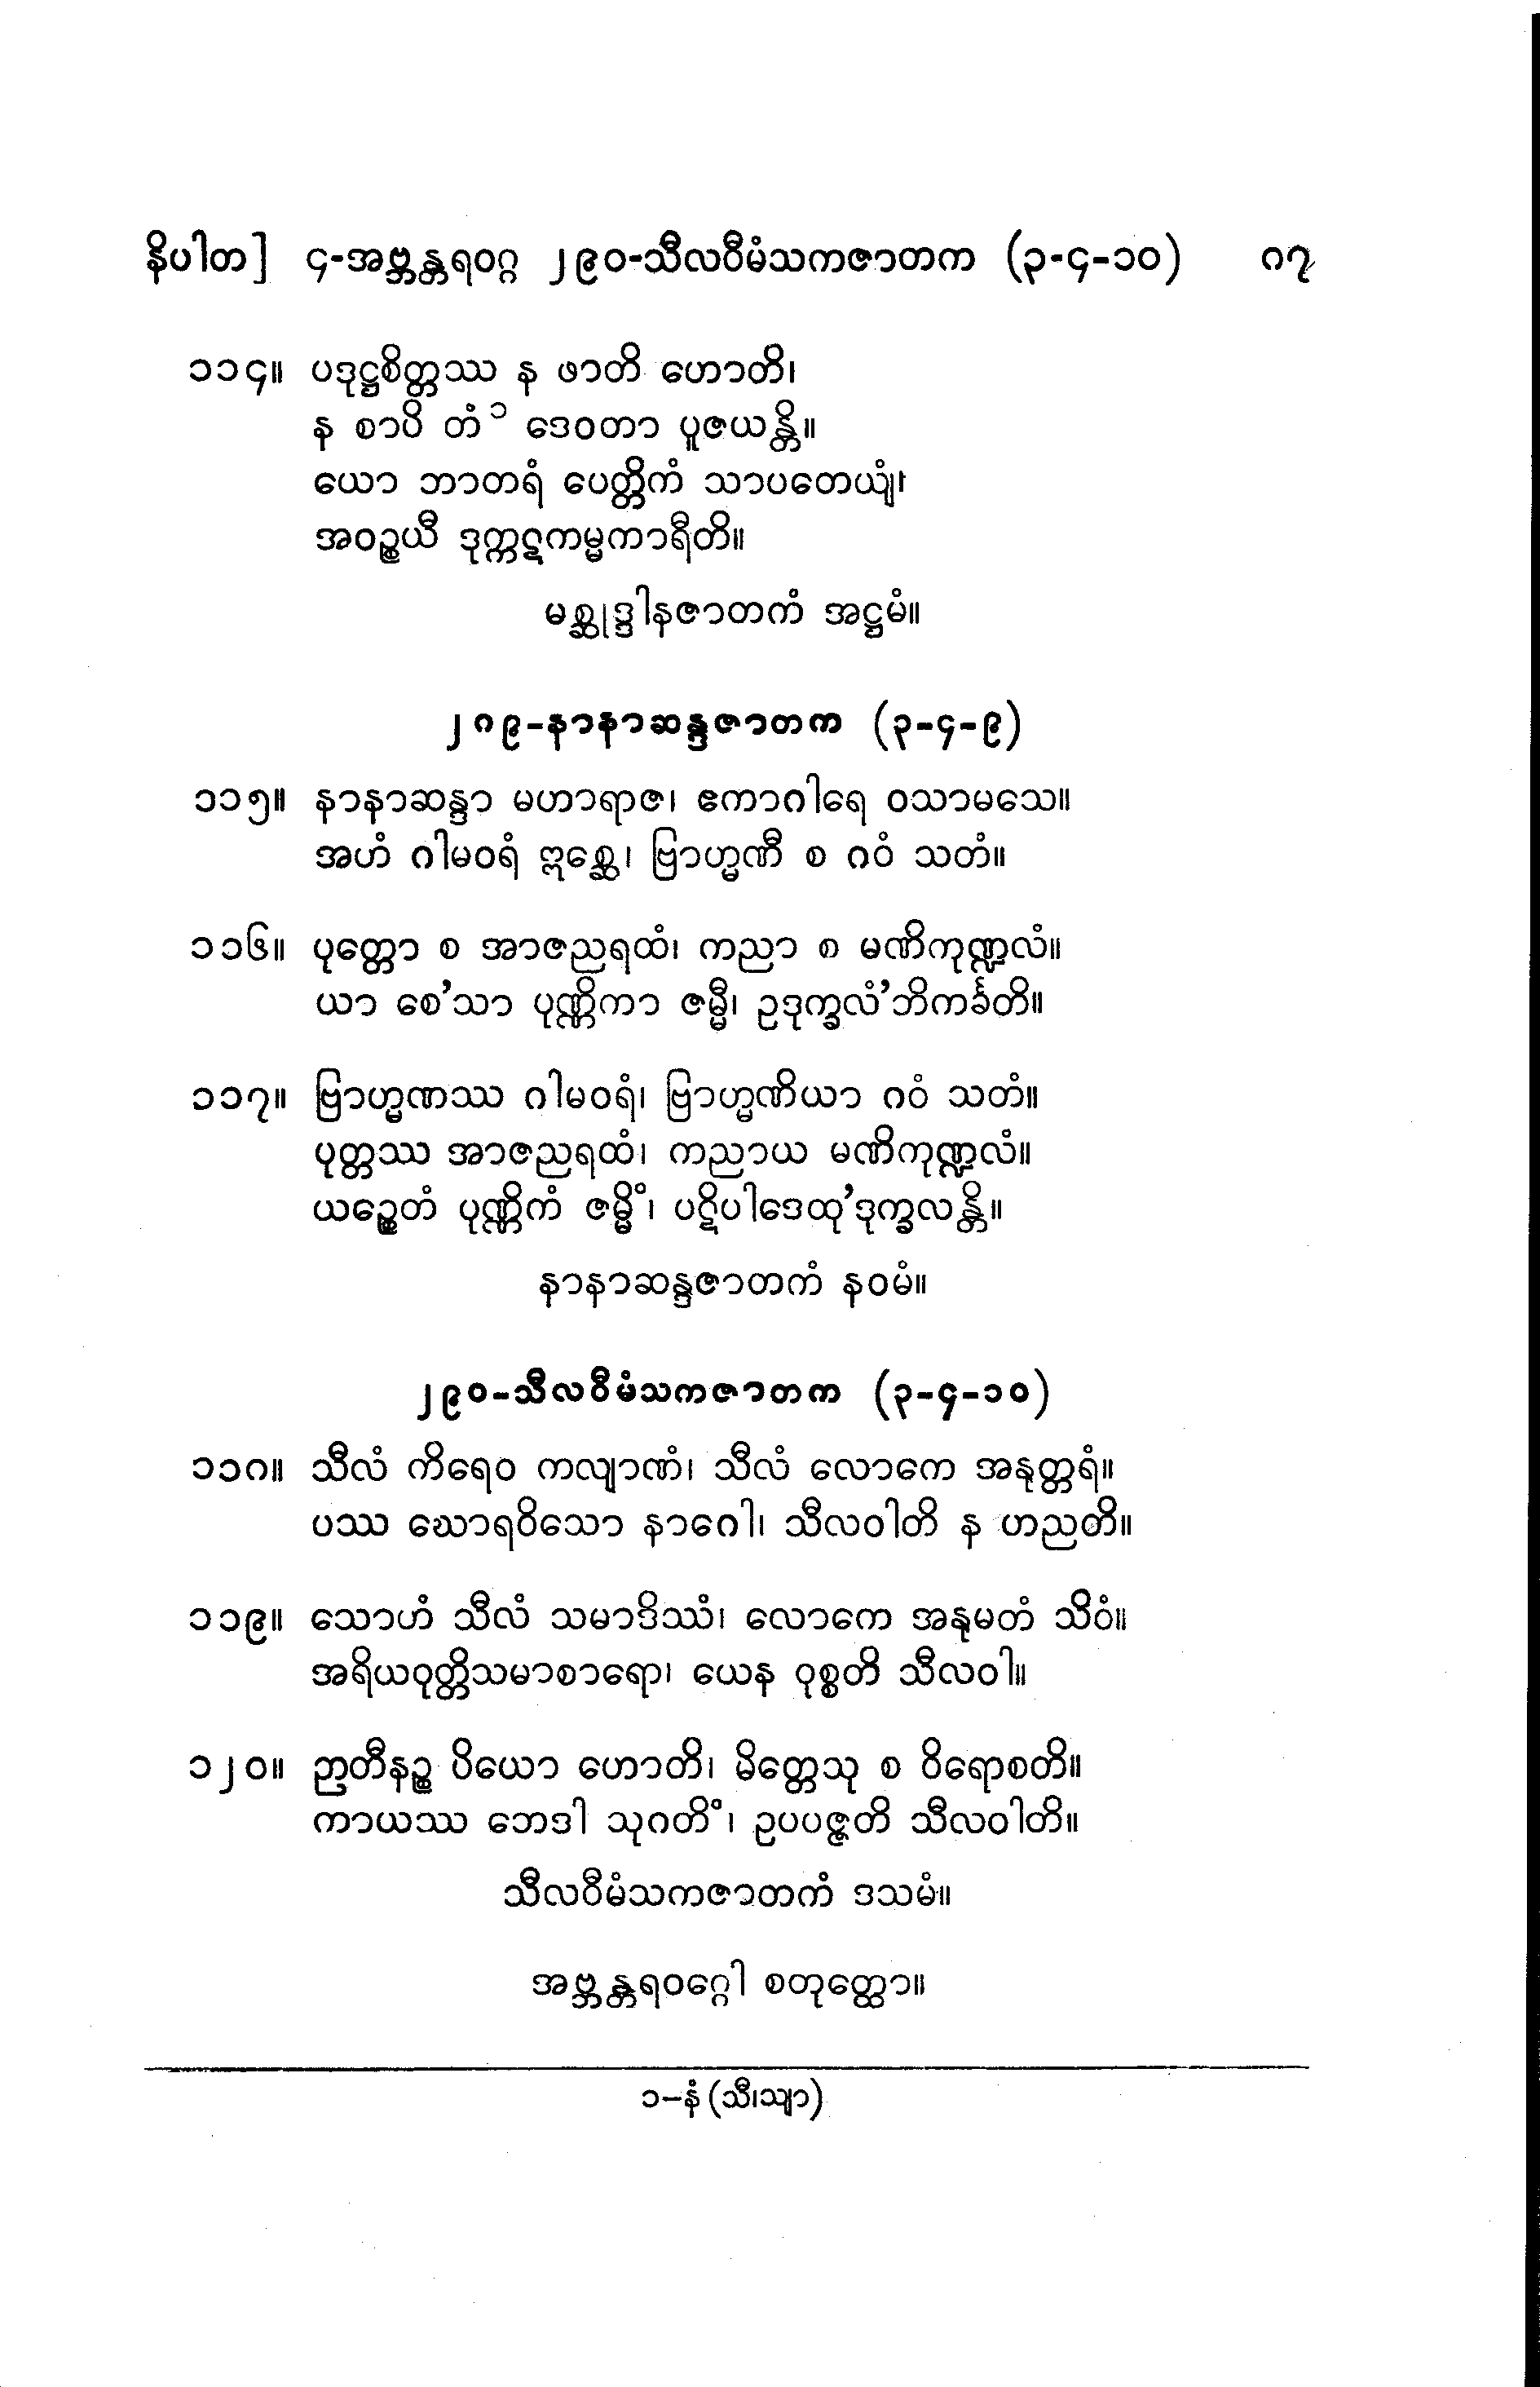 နိပါတ] ၄-အဗ္ဘန္တရဝဂ္ဂ ၂၉၀-သီလဝီမံသကဇာတက (၃-၄-၁၀) ၈၇
၁၁၄။ ပဒုဋ္ဌစိတ္တဿ န ဖာတိ ဟောတိ၊
န စာပိ တံ ၁ ဒေဝတာ ပူဇယန္တိ။
ယော ဘာတရံ ပေတ္တိကံ သာပတေယျံ၊
အဝဉ္စယီ ဒုက္ကဋကမ္မကာရီတိ။
မစ္ဆုဒ္ဒါနဇာတကံ အဋ္ဌမံ။
၂၈၉-နာနာဆန္ဒဇာတက (၃-၄-၉)
၁၁၅။ နာနာဆန္ဒာ မဟာရာဇ၊ ဧကာဂါရေ ဝသာမသေ။
အဟံ ဂါမဝရံ ဣစ္ဆေ၊ ဗြာဟ္မဏီ စ ဂဝံ သတံ။
၁၁၆။ ပုတ္တော စ အာဇညရထံ၊ ကညာ စ မဏိကုဏ္ဍလံ။
ယာ စေ’သာ ပုဏ္ဏိကာ ဇမ္မီ၊ ဥဒုက္ခလံ’ဘိကင်္ခတိ။
၁၁၇။ ဗြာဟ္မဏဿ ဂါမဝရံ၊ ဗြာဟ္မဏိယာ ဂဝံ သတံ။
ပုတ္တဿ အာဇညရထံ၊ ကညာယ မဏိကုဏ္ဍလံ။
ယဉ္စေတံ ပုဏ္ဏိကံ ဇမ္မိံ၊ ပဋိပါဒေထု’ဒုက္ခလန္တိ။
နာနာဆန္ဒဇာတကံ နဝမံ။
၂၉၀-သီလဝီမံသကဇာတက (၃-၄-၁၀)
၁၁၈။ သီလံ ကိရေဝ ကလျာဏံ၊ သီလံ လောကေ အနုတ္တရံ။
ပဿ ဃောရဝိသော နာဂေါ၊ သီလဝါတိ န ဟညတိ။
၁၁၉။ သောဟံ သီလံ သမာဒိဿံ၊ လောကေ အနုမတံ သိဝံ။
အရိယဝုတ္တိသမာစာရော၊ ယေန ဝုစ္စတိ သီလဝါ။
၁၂၀။ ဉာတီနဉ္စ ပိယော ဟောတိ၊ မိတ္တေသု စ ဝိရောစတိ။
ကာယဿ ဘေဒါ သုဂတိံ၊ ဥပပဇ္ဇတိ သီလဝါတိ။
သီလဝီမံသကဇာတကံ ဒသမံ။
အဗ္ဘန္တရဝဂ္ဂေါ စတုတ္ထော။
၁-နံ (သီ၊သျာ)